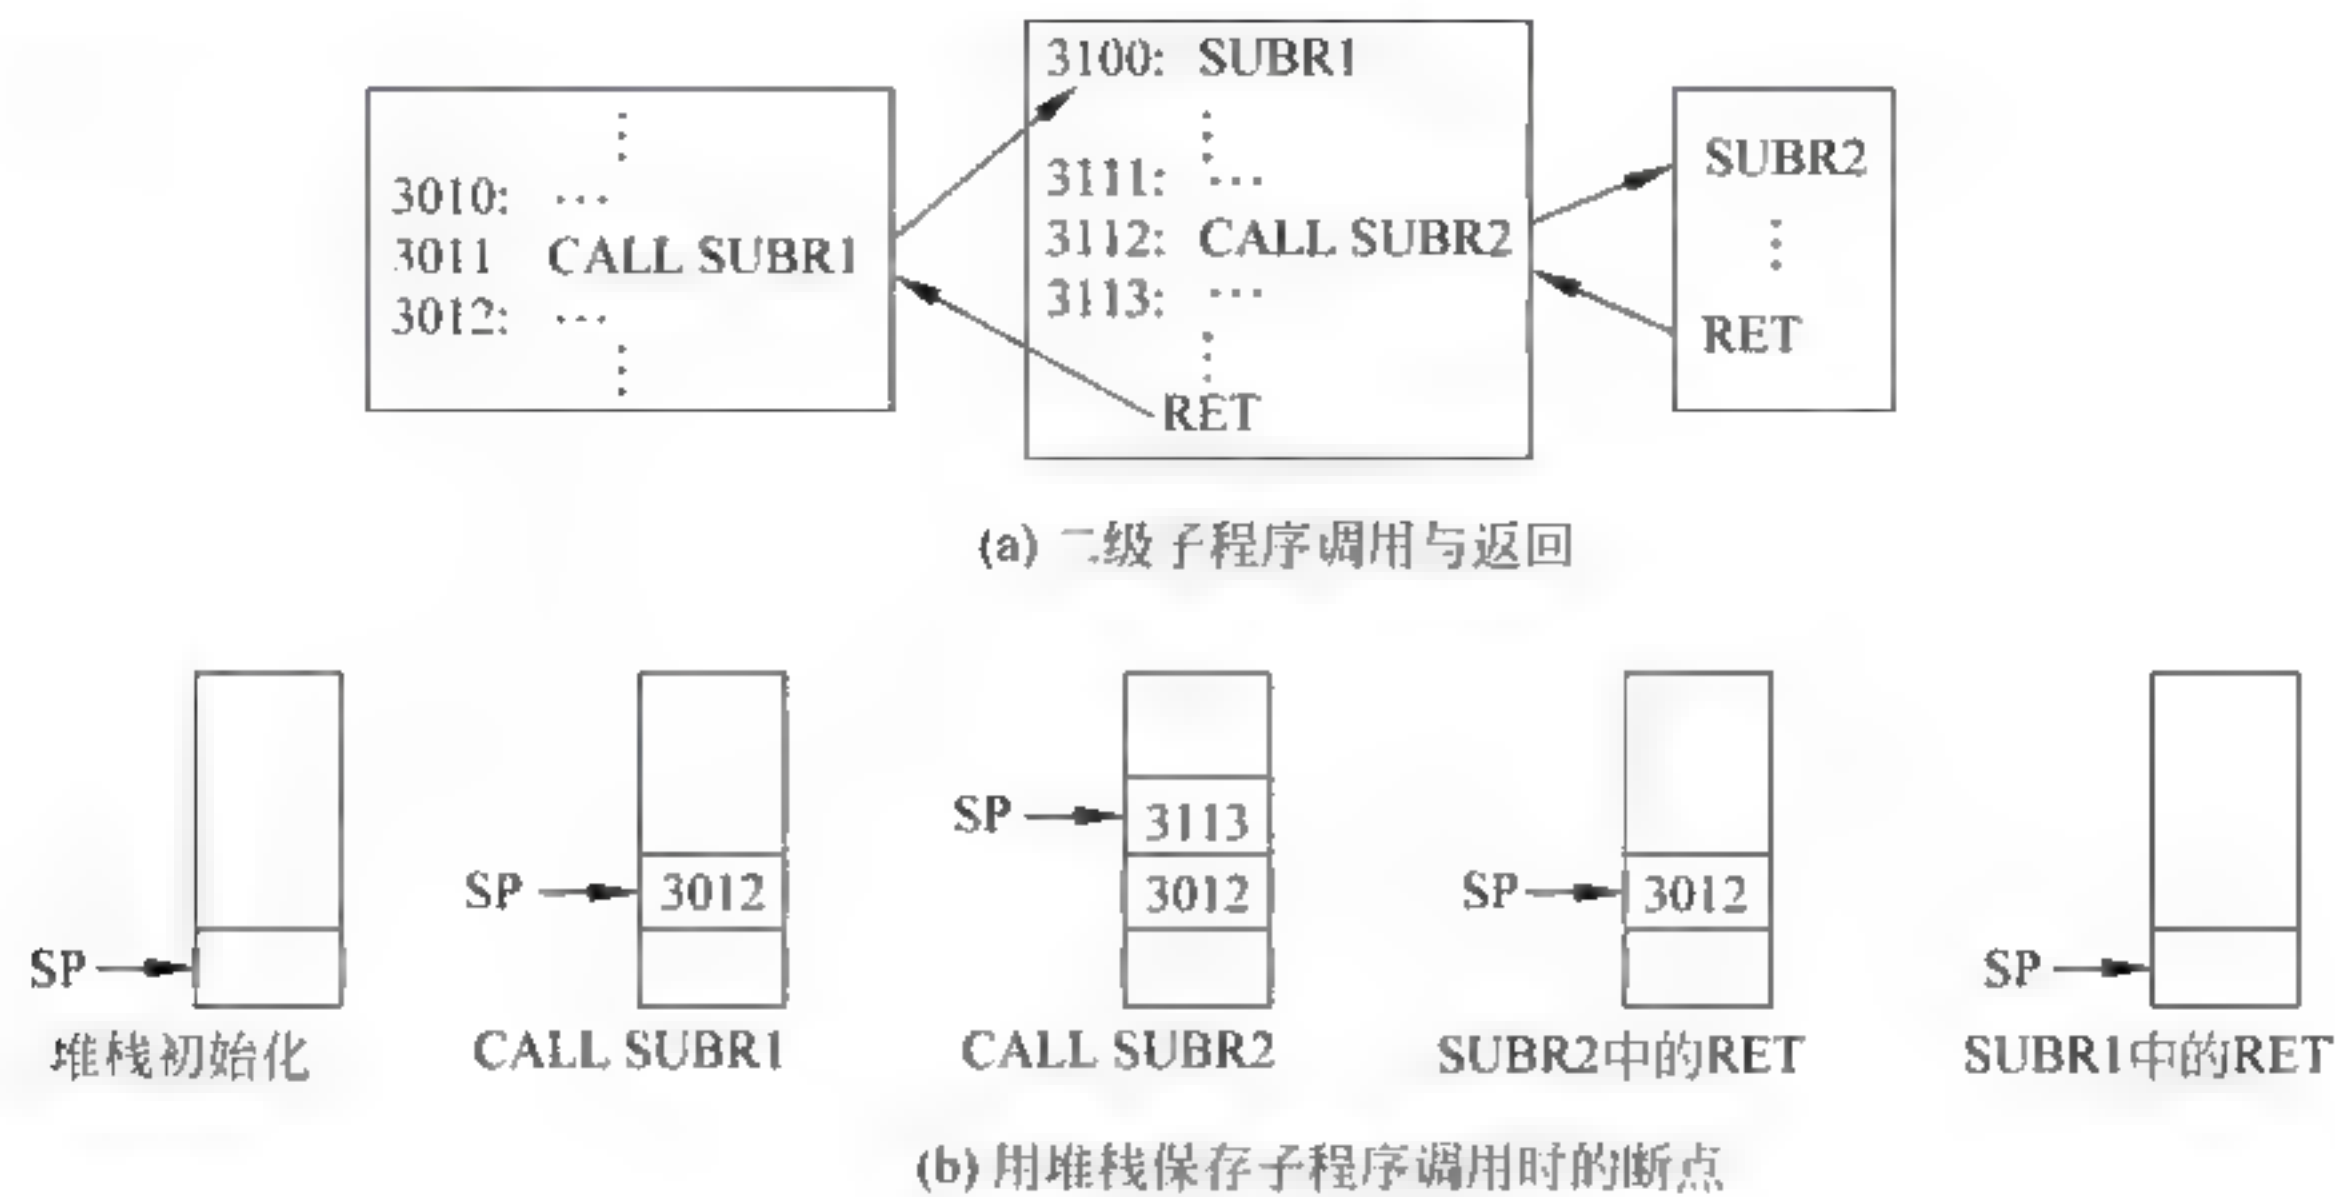 3010: ...
3011 CALL SUBR1
3012: ...
3100: SUBR1
3111: ...
3112: CALL SUBR2
3113: ...
RET
SUBR2
RET
(a) 二级子程序调用与返回
SP
堆栈初始化
SP 3012
CALL SUBR1
SP 3113
3012
CALL SUBR2
SP 3012
SUBR2中的RET
SP
SUBR1中的RET
(b) 用堆栈保存子程序调用时的断点